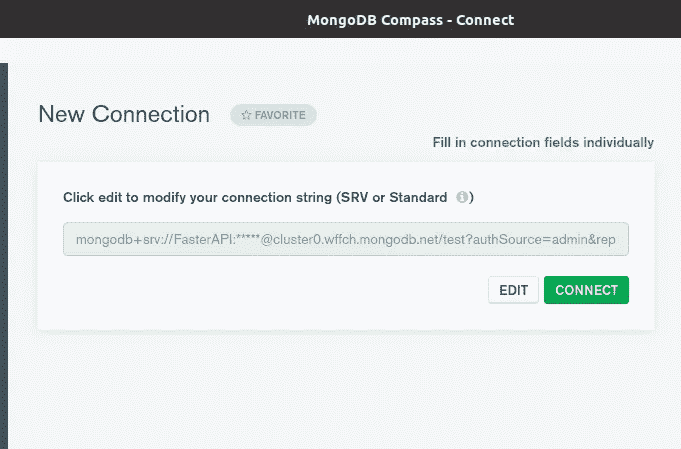 MongoDB Compass - Connect
New Connection
FAVORITE
Fill in connection fields individually
Click edit to modify your connection string (SRV or Standard )
mongodb+srv://FasterAPI:*****@cluster0.wffch.mongodb.net/test?authSource=admin&rep
EDIT
CONNECT